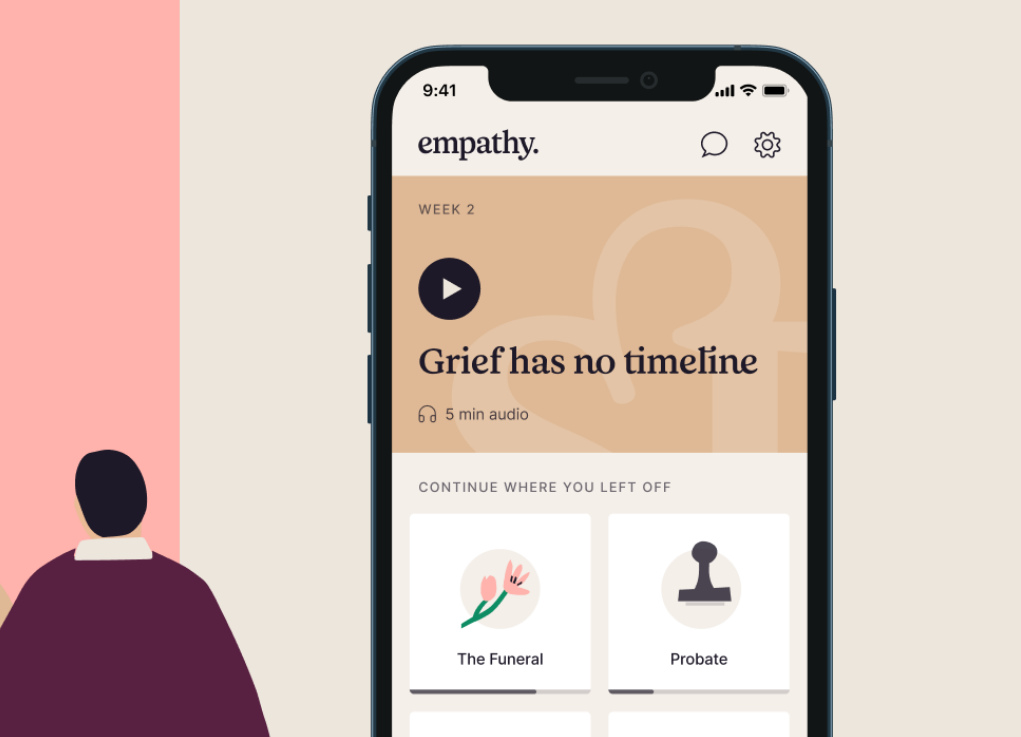 9:41
empathy.
WEEK 2
Grief has no timeline
5 min audio
CONTINUE WHERE YOU LEFT OFF
The Funeral
Probate